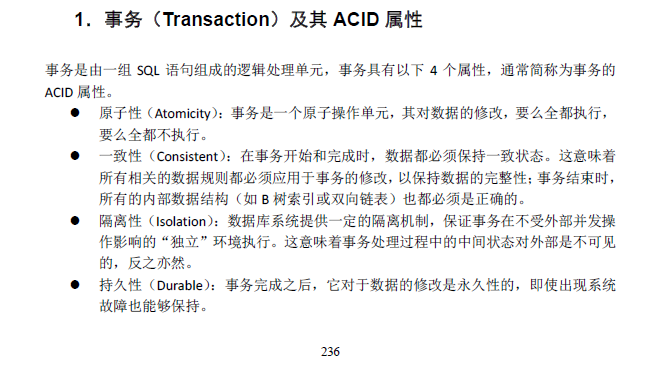 1．事务（Transaction）及其 ACID 属性
事务是由一组 SQL 语句组成的逻辑处理单元，事务具有以下 4 个属性，通常简称为事务的
ACID 属性。
● 原子性（Atomicity）：事务是一个原子操作单元，其对数据的修改，要么全都执行，
要么全都不执行。
● 一致性（Consistent）：在事务开始和完成时，数据都必须保持一致状态。这意味着
所有相关的数据规则都必须应用于事务的修改，以保持数据的完整性；事务结束时，
所有的内部数据结构（如 B 树索引或双向链表）也都必须是正确的。
● 隔离性（Isolation）：数据库系统提供一定的隔离机制，保证事务在不受外部并发操
作影响的“独立”环境执行。这意味着事务处理过程中的中间状态对外部是不可见
的，反之亦然。
● 持久性（Durable）：事务完成之后，它对于数据的修改是永久性的，即使出现系统
故障也能够保持。
236